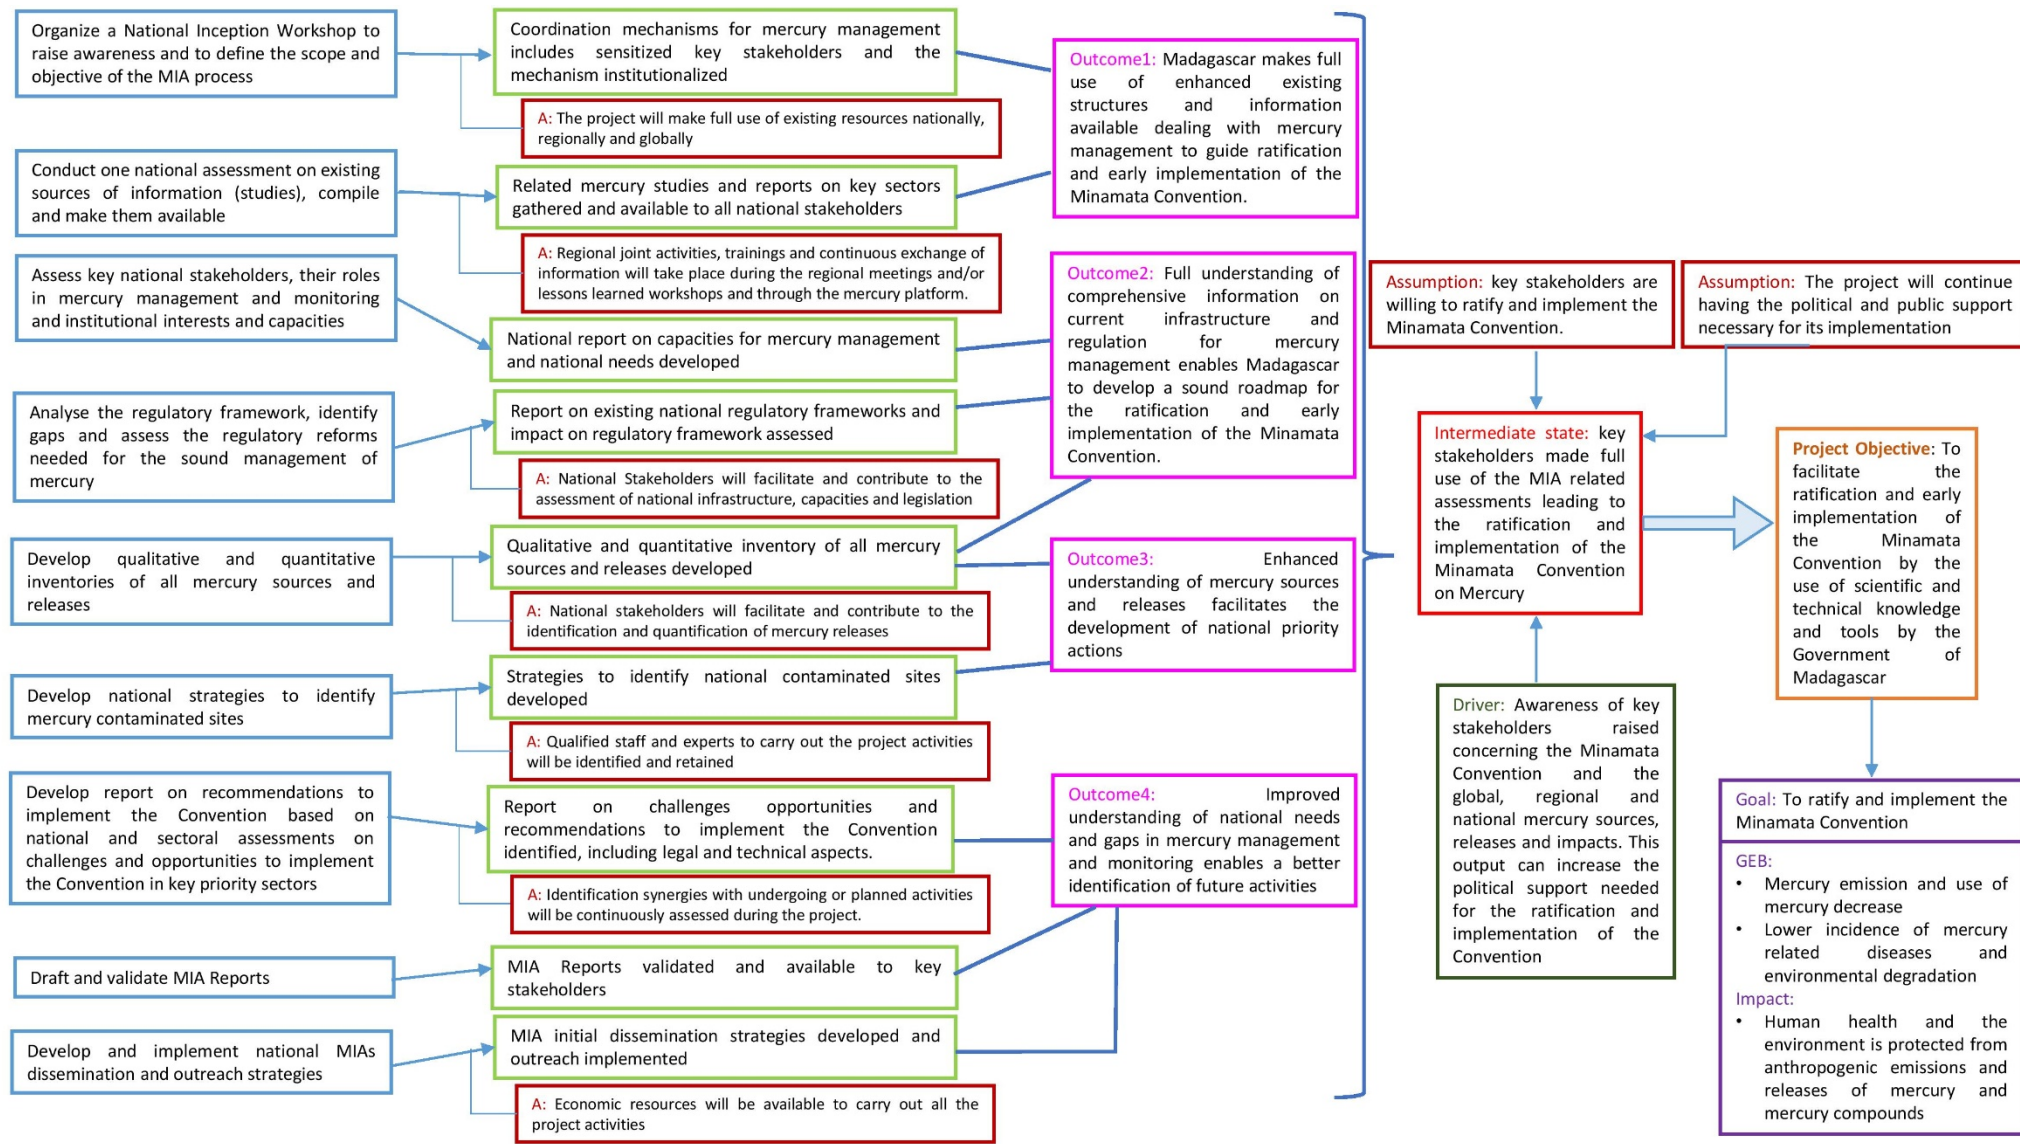 Organize a National Inception Workshop to
raise awareness and to define the scope and
objective of the MIA process
Conduct one national assessment on existing
sources of information (studies), compile
and make them available
Assess key national stakeholders, their roles
in mercury management and monitoring
and institutional interests and capacities
Analyse the regulatory framework, identify
gaps and assess the regulatory reforms
needed for the sound management of
mercury
Develop qualitative and quantitative
inventories of all mercury sources and
releases
Develop national strategies to identify
mercury contaminated sites
Develop report on recommendations to
implement the Convention based on
national and sectoral assessments on
challenges and opportunities to implement
the Convention in key priority sectors
Draft and validate MIA Reports
Develop and implement national MIAs
dissemination and outreach strategies
Coordination mechanisms for mercury management
includes sensitized key stakeholders and the
mechanism institutionalized
A: The project will make full use of existing resources nationally,
regionally and globally
Related mercury studies and reports on key sectors
gathered and available to all national stakeholders
A: Regional joint activities, trainings and continuous exchange of
information will take place during the regional meetings and/or
lessons learned workshops and through the mercury platform.
National report on capacities for mercury management
and national needs developed
Report on existing national regulatory frameworks and
impact on regulatory framework assessed
A: National Stakeholders will facilitate and contribute to the
assessment of national infrastructure, capacities and legislation
Qualitative and quantitative inventory of all mercury
sources and releases developed
A: National stakeholders will facilitate and contribute to the
identification and quantification of mercury releases
Strategies to identify national contaminated sites
developed
A: Qualified staff and experts to carry out the project activities
will be identified and retained
Report on challenges opportunities and
recommendations to implement the Convention
identified, including legal and technical aspects.
A: Identification synergies with undergoing or planned activities
will be continuously assessed during the project.
MIA Reports validated and available to key
stakeholders
MIA initial dissemination strategies developed and
outreach implemented
A: Economic resources will be available to carry out all the
project activities
Outcome1: Madagascar makes full
use of enhanced existing
structures and information
available dealing with mercury
management to guide ratification
and early implementation of the
Minamata Convention.
Outcome2: Full understanding of
comprehensive information on
current infrastructure and
regulation for mercury
management enables Madagascar
to develop a sound roadmap for
the ratification and early
implementation of the Minamata
Convention.
Outcome3: Enhanced
understanding of mercury sources
and releases facilitates the
development of national priority
actions
Outcome4: Improved
understanding of national needs
and gaps in mercury management
and monitoring enables a better
identification of future activities
Assumption: key stakeholders are
willing to ratify and implement the
Minamata Convention.
Assumption: The project will continue
having the political and public support
necessary for its implementation
Intermediate state: key
stakeholders made full
use of the MIA related
assessments leading to
the ratification and
implementation of the
Minamata Convention
on Mercury
Driver: Awareness of key
stakeholders raised
concerning the Minamata
Convention and the
global, regional and
national mercury sources,
releases and impacts. This
output can increase the
political support needed
for the ratification and
implementation of the
Convention
Project Objective: To
facilitate the
ratification and early
implementation of
the Minamata
Convention by the
use of scientific and
technical knowledge
and tools by the
Government of
Madagascar
Goal: To ratify and implement the
Minamata Convention
GEB:
• Mercury emission and use of
mercury decrease
• Lower incidence of mercury
related diseases and
environmental degradation
Impact:
• Human health and the
environment is protected from
anthropogenic emissions and
releases of mercury and
mercury compounds